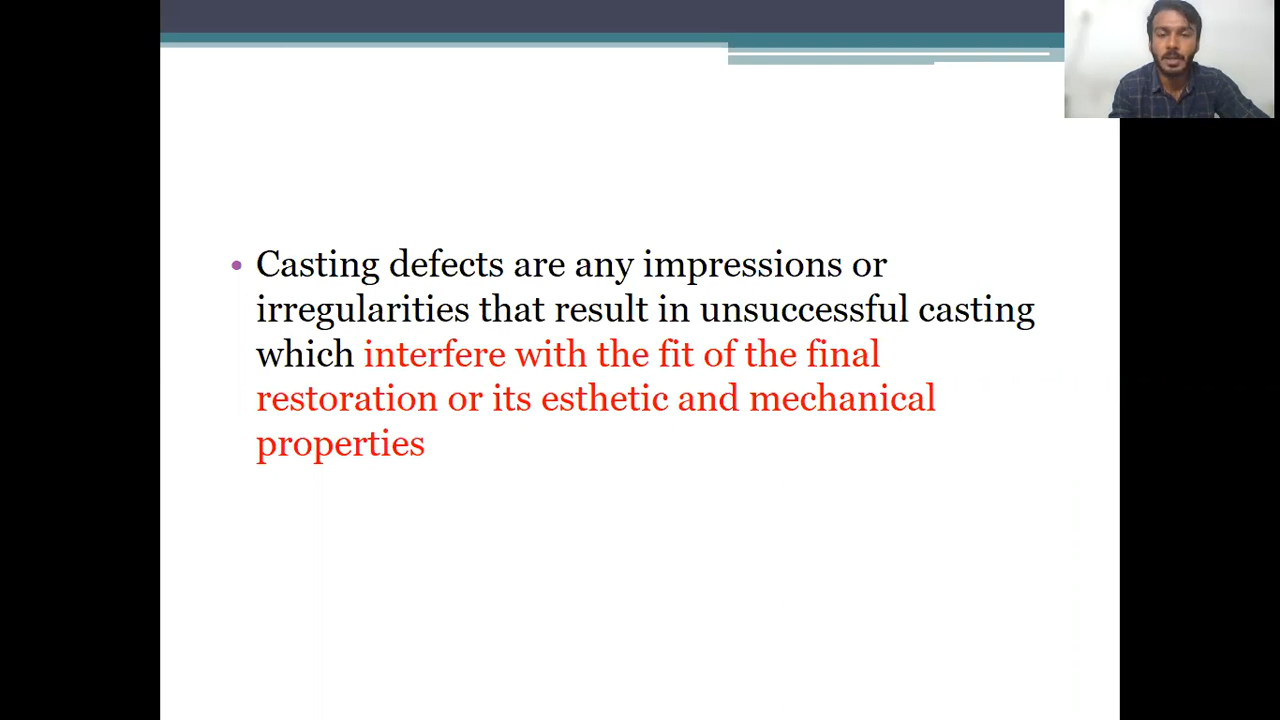 Casting defects are any impressions or
irregularities that result in unsuccessful casting
which interfere with the fit of the final
restoration or its esthetic and mechanical
properties